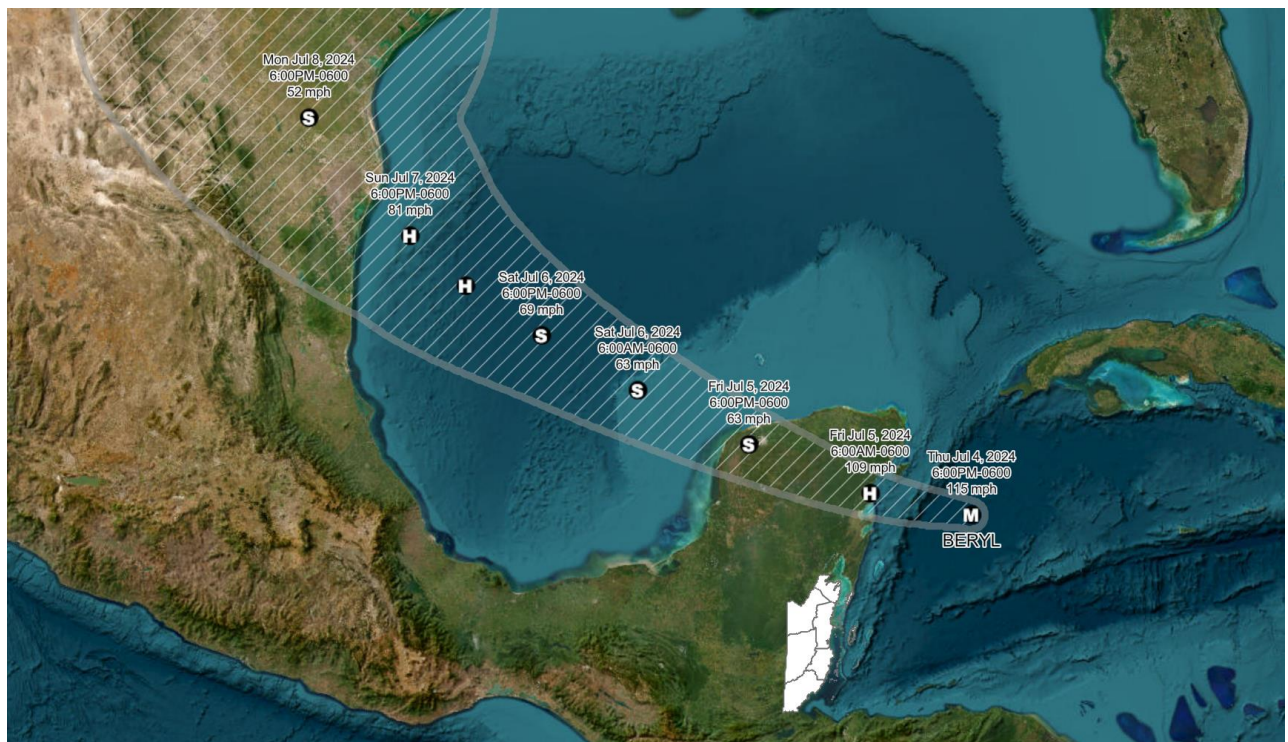 Mon Jul 8, 2024
6:00PM-0600
52 mph
S
Sun Jul 7, 2024
6:00PM-0600
81 mph
H
H
Sat Jul 6, 2024
6:00PM-0600
69 mph
S
Sat Jul 6, 2024
6:00AM-0600
63 mph
S
Fri Jul 5, 2024
6:00PM-0600
63 mph
S
Fri Jul 5, 2024
6:00AM-0600
109 mph
H
Thu Jul 4, 2024
6:00PM-0600
115 mph
M
BERYL